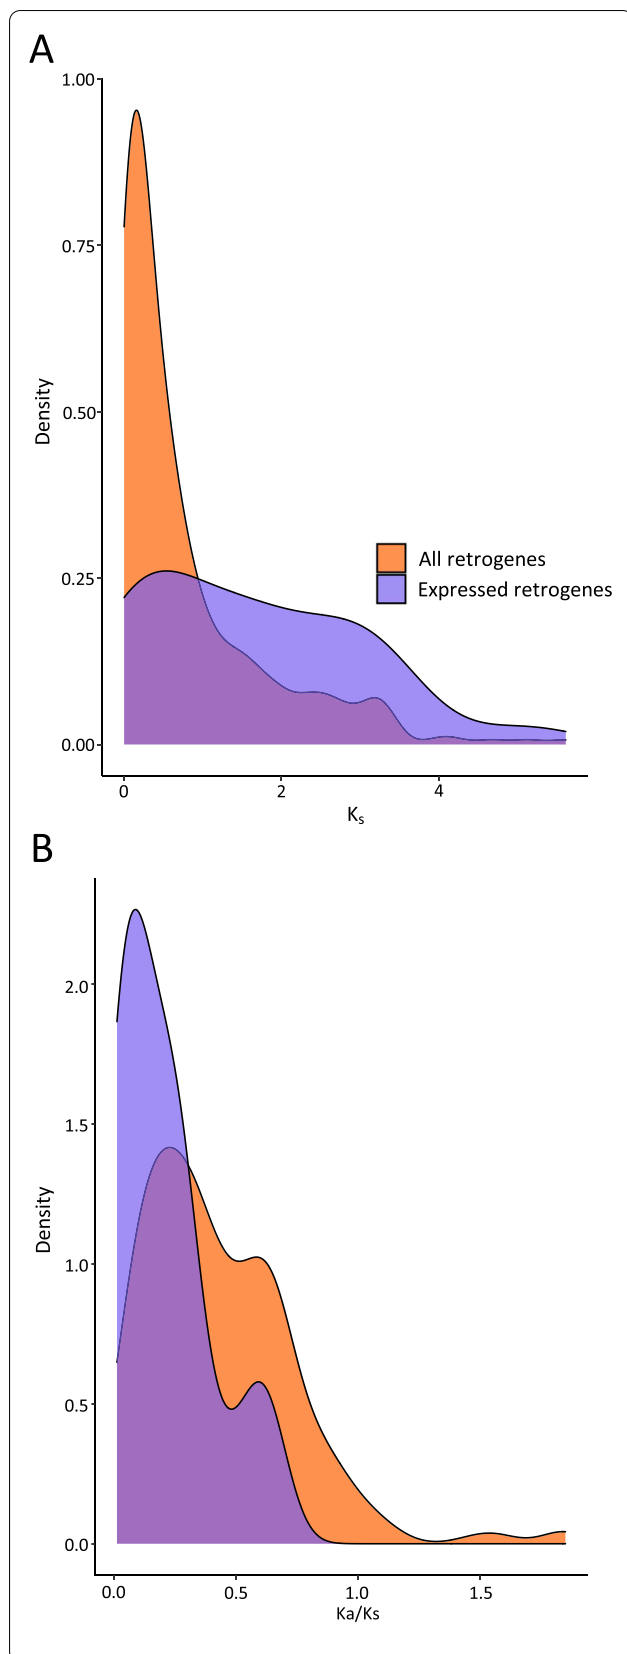 A
1.00
0.75
0.50
0.25
0.00
Density
All retrogenes
Expressed retrogenes
0 2 4
Ks
B
2.0
1.5
1.0
0.5
0.0
Density
0.0 0.5 1.0 1.5
Ka/Ks